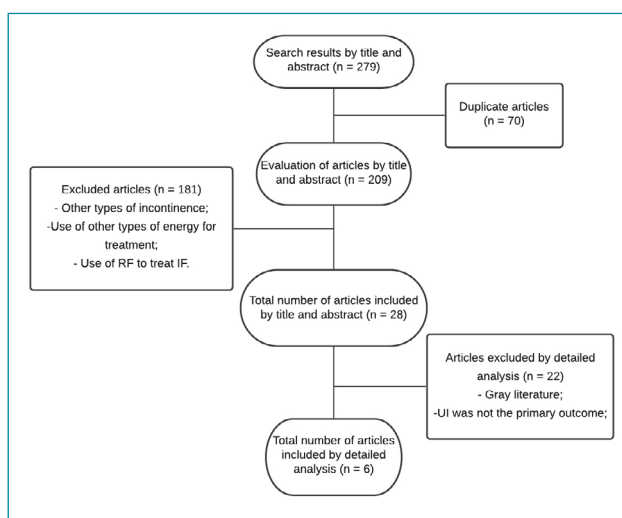 Search results by title and
abstract (n = 279)
Duplicate articles
(n = 70)
Evaluation of articles by title
and abstract (n = 209)
Excluded articles (n = 181)
- Other types of incontinence;
-Use of other types of energy for
treatment;
- Use of RF to treat IF.
Total number of articles included
by title and abstract (n = 28)
Articles excluded by detailed
analysis (n = 22)
- Gray literature;
-UI was not the primary outcome;
Total number of articles
included by detailed
analysis (n = 6)